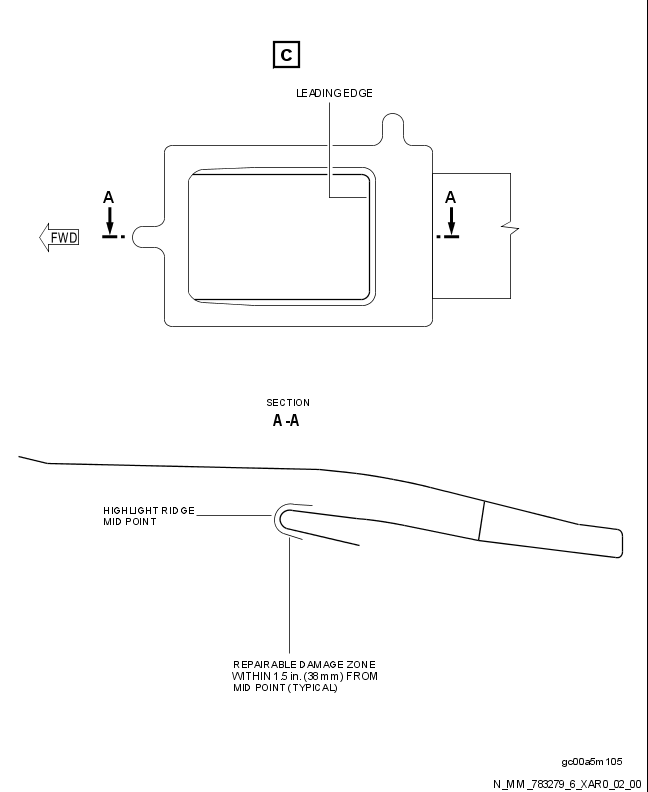 C
LEADING EDGE
A
A
FWD
SECTION
A-A
HIGHLIGHT RIDGE
MID POINT
REPAIRABLE DAMAGE ZONE
WITHIN 1.5 in. (38 mm) FROM
MID POINT (TYPICAL)
gc00a5m105
N_MM_783279_6_XAR0_02_00